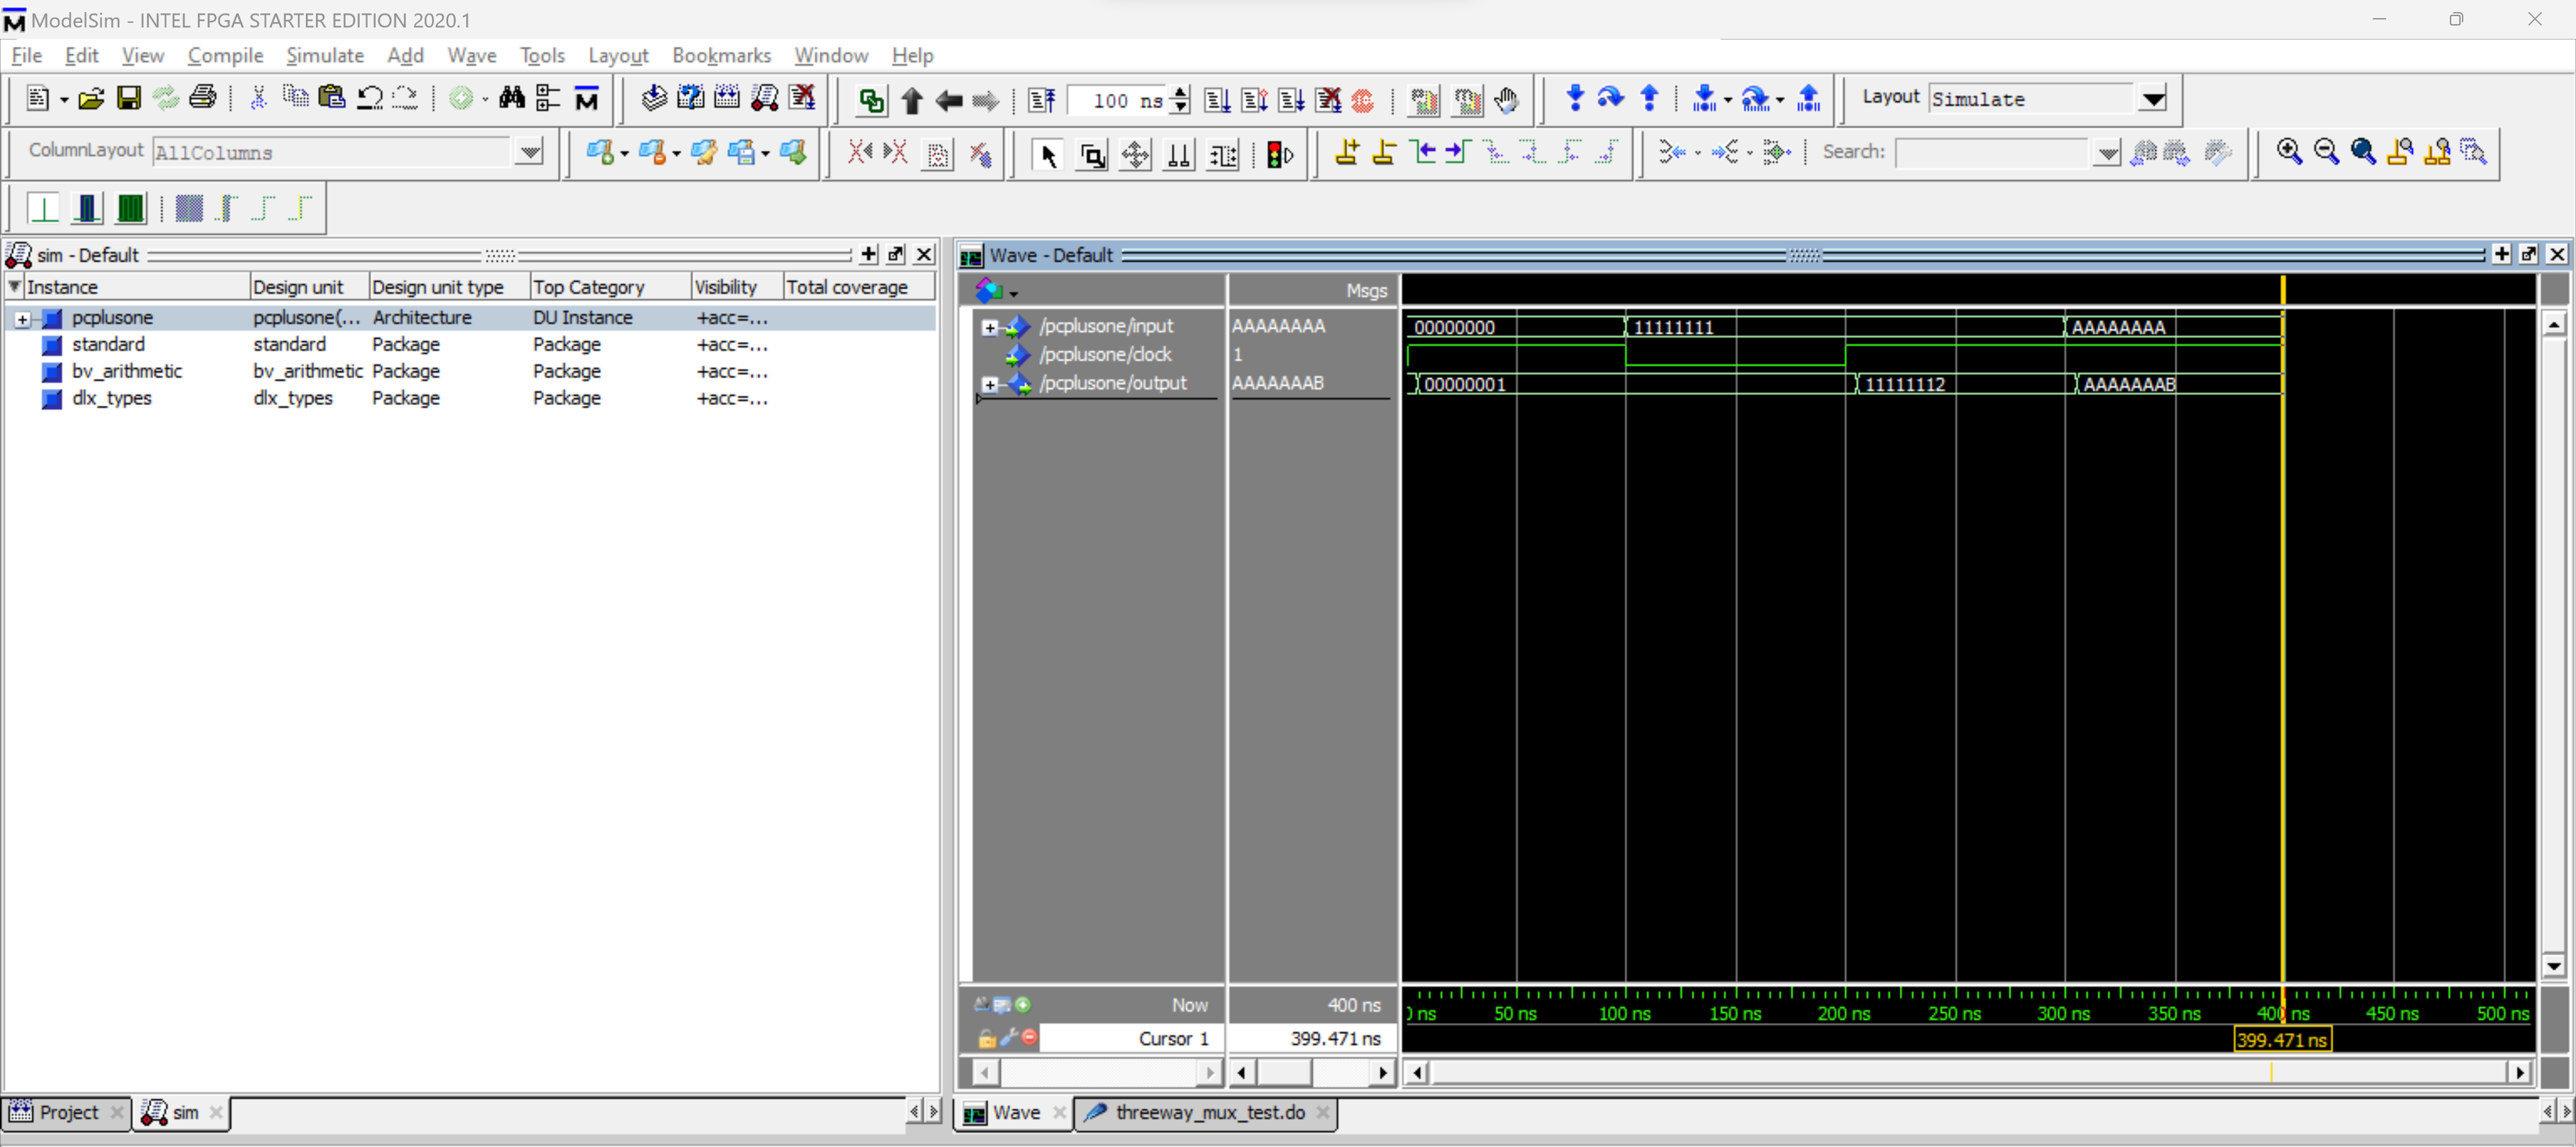 ModelSim - INTEL FPGA STARTER EDITION 2020.1
File Edit View Compile Simulate Add Wave Tools Layout Bookmarks Window Help
100 ns
Layout Simulate
ColumnLayout AllColumns
Search:
sim - Default
Instance Design unit Design unit type Top Category Visibility Total coverage
pcplusone pcplusone(... Architecture DU Instance +acc=...
standard standard Package Package +acc=...
bv_arithmetic bv_arithmetic Package Package +acc=...
dlx_types dlx_types Package Package +acc=...
Wave - Default
Msgs
/pcplusone/input AAAAAAAA 00000000 11111111 AAAAAAAA
/pcplusone/clock 1
/pcplusone/output AAAAAAAB 00000001 11111112 AAAAAAAB
Now 400 ns
0 ns 50 ns 100 ns 150 ns 200 ns 250 ns 300 ns 350 ns 400 ns 450 ns 500 ns
Cursor 1 399.471 ns
399.471 ns
Project sim
Wave threeway_mux_test.do